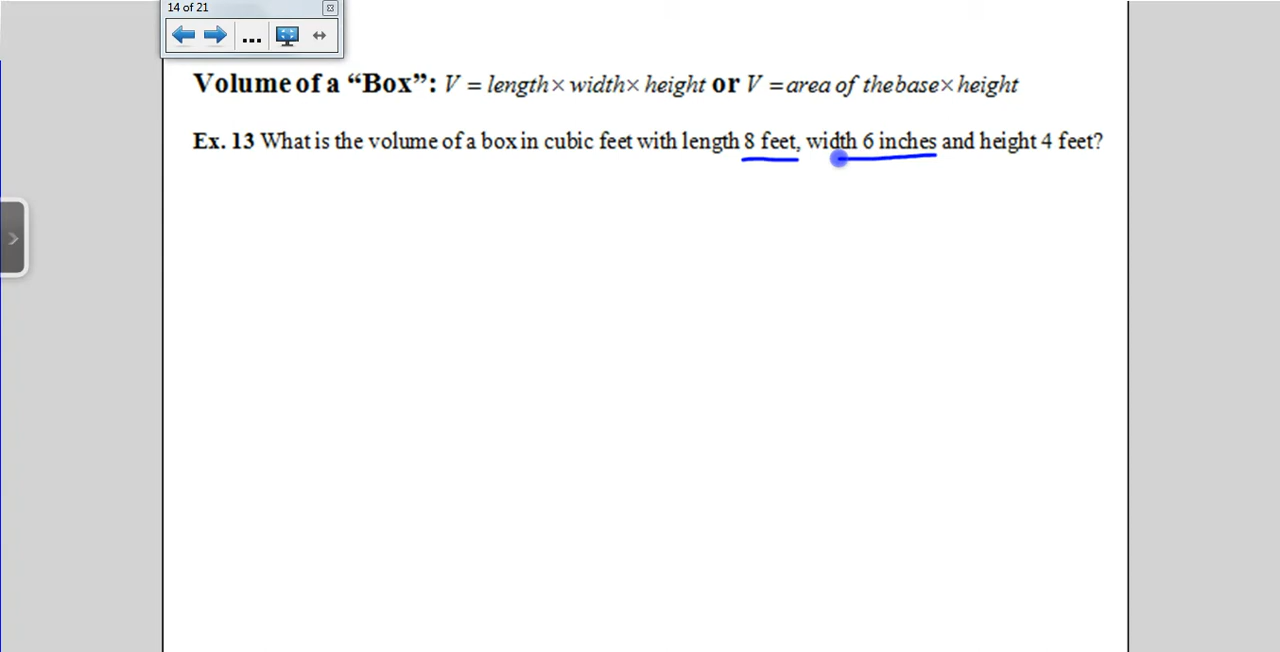 14 of 21
Volume of a “Box”: V = length × width × height or V = area of the base × height
Ex. 13 What is the volume of a box in cubic feet with length 8 feet, width 6 inches and height 4 feet?